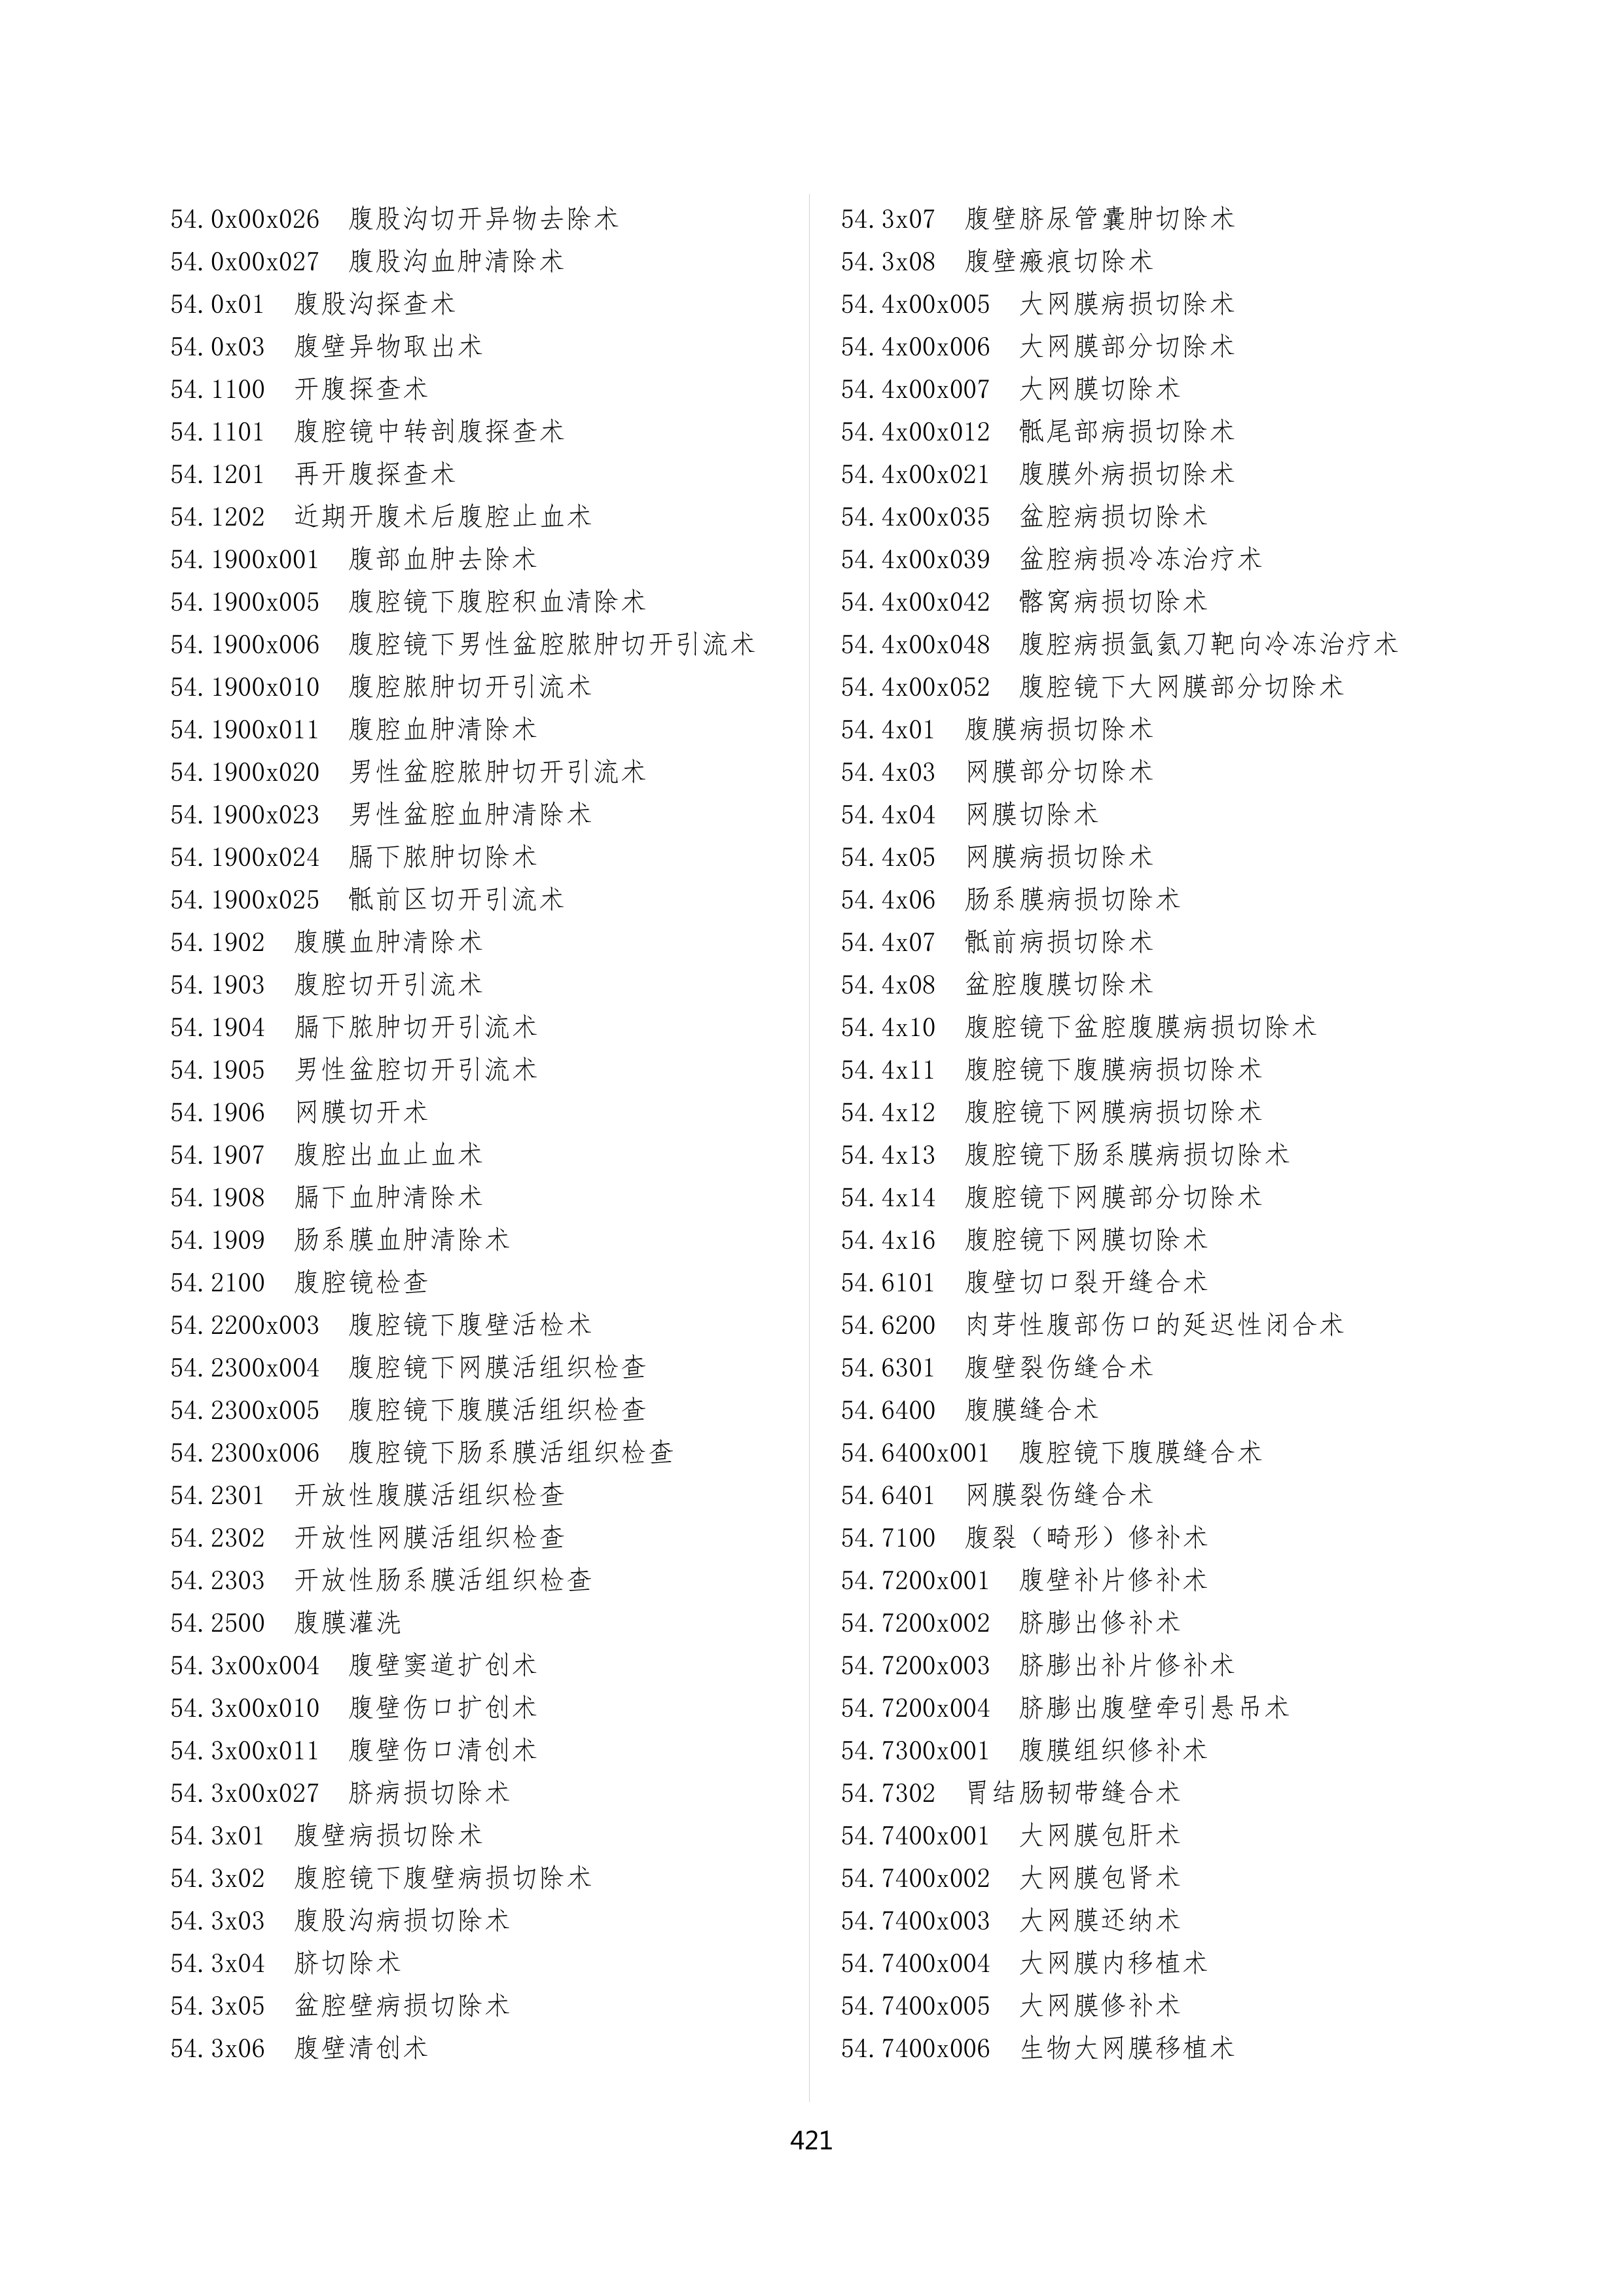 54.0x00x026 腹股沟切开异物去除术
54.0x00x027 腹股沟血肿清除术
54.0x01 腹股沟探查术
54.0x03 腹壁异物取出术
54.1100 开腹探查术
54.1101 腹腔镜中转剖腹探查术
54.1201 再开腹探查术
54.1202 近期开腹术后腹腔止血术
54.1900x001 腹部血肿去除术
54.1900x005 腹腔镜下腹腔积血清除术
54.1900x006 腹腔镜下男性盆腔脓肿切开引流术
54.1900x010 腹腔脓肿切开引流术
54.1900x011 腹腔血肿清除术
54.1900x020 男性盆腔脓肿切开引流术
54.1900x023 男性盆腔血肿清除术
54.1900x024 膈下脓肿切除术
54.1900x025 骶前区切开引流术
54.1902 腹膜血肿清除术
54.1903 腹腔切开引流术
54.1904 膈下脓肿切开引流术
54.1905 男性盆腔切开引流术
54.1906 网膜切开术
54.1907 腹腔出血止血术
54.1908 膈下血肿清除术
54.1909 肠系膜血肿清除术
54.2100 腹腔镜检查
54.2200x003 腹腔镜下腹壁活检术
54.2300x004 腹腔镜下网膜活组织检查
54.2300x005 腹腔镜下腹膜活组织检查
54.2300x006 腹腔镜下肠系膜活组织检查
54.2301 开放性腹膜活组织检查
54.2302 开放性网膜活组织检查
54.2303 开放性肠系膜活组织检查
54.2500 腹膜灌洗
54.3x00x004 腹壁窦道扩创术
54.3x00x010 腹壁伤口扩创术
54.3x00x011 腹壁伤口清创术
54.3x00x027 脐病损切除术
54.3x01 腹壁病损切除术
54.3x02 腹腔镜下腹壁病损切除术
54.3x03 腹股沟病损切除术
54.3x04 脐切除术
54.3x05 盆腔壁病损切除术
54.3x06 腹壁清创术
54.3x07 腹壁脐尿管囊肿切除术
54.3x08 腹壁瘢痕切除术
54.4x00x005 大网膜病损切除术
54.4x00x006 大网膜部分切除术
54.4x00x007 大网膜切除术
54.4x00x012 骶尾部病损切除术
54.4x00x021 腹膜外病损切除术
54.4x00x035 盆腔病损切除术
54.4x00x039 盆腔病损冷冻治疗术
54.4x00x042 髂窝病损切除术
54.4x00x048 腹腔病损氩氦刀靶向冷冻治疗术
54.4x00x052 腹腔镜下大网膜部分切除术
54.4x01 腹膜病损切除术
54.4x03 网膜部分切除术
54.4x04 网膜切除术
54.4x05 网膜病损切除术
54.4x06 肠系膜病损切除术
54.4x07 骶前病损切除术
54.4x08 盆腔腹膜切除术
54.4x10 腹腔镜下盆腔腹膜病损切除术
54.4x11 腹腔镜下腹膜病损切除术
54.4x12 腹腔镜下网膜病损切除术
54.4x13 腹腔镜下肠系膜病损切除术
54.4x14 腹腔镜下网膜部分切除术
54.4x16 腹腔镜下网膜切除术
54.6101 腹壁切口裂开缝合术
54.6200 肉芽性腹部伤口的延迟性闭合术
54.6301 腹壁裂伤缝合术
54.6400 腹膜缝合术
54.6400x001 腹腔镜下腹膜缝合术
54.6401 网膜裂伤缝合术
54.7100 腹裂（畸形）修补术
54.7200x001 腹壁补片修补术
54.7200x002 脐膨出修补术
54.7200x003 脐膨出补片修补术
54.7200x004 脐膨出腹壁牵引悬吊术
54.7300x001 腹膜组织修补术
54.7302 胃结肠韧带缝合术
54.7400x001 大网膜包肝术
54.7400x002 大网膜包肾术
54.7400x003 大网膜还纳术
54.7400x004 大网膜内移植术
54.7400x005 大网膜修补术
54.7400x006 生物大网膜移植术
421